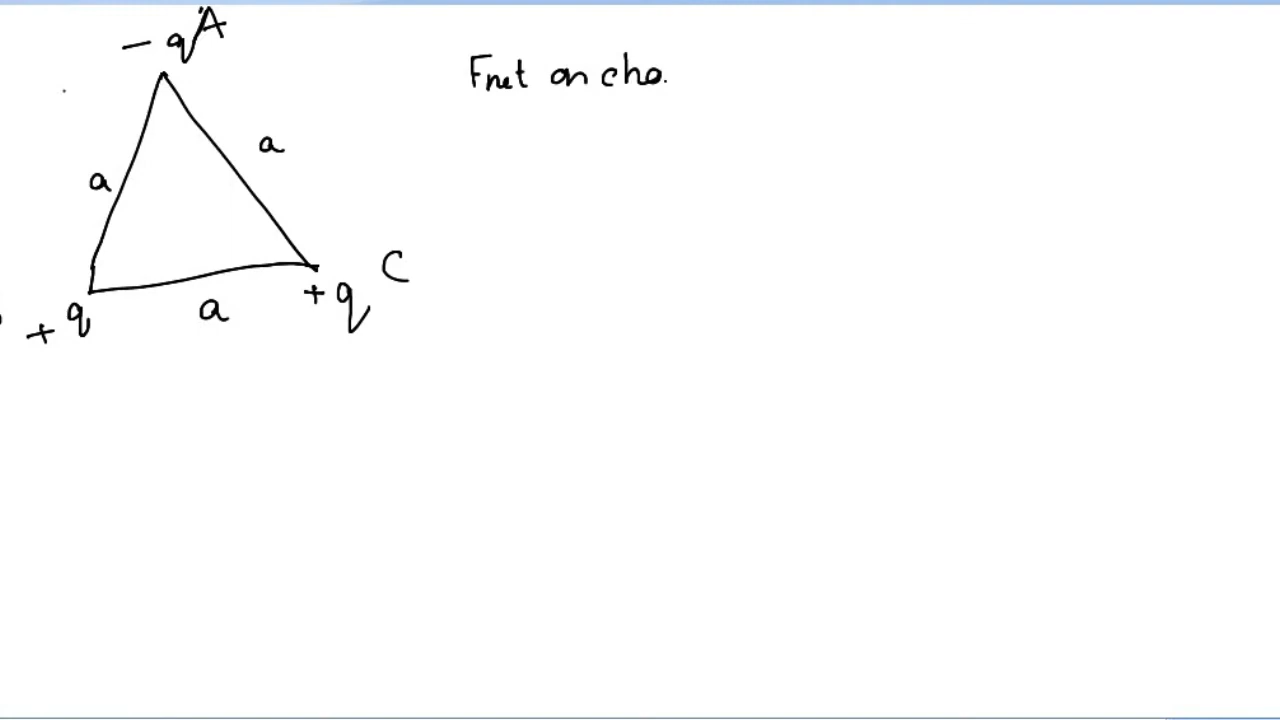 - q A
Fnet on cha
a
a
+ q
a
+ q
C